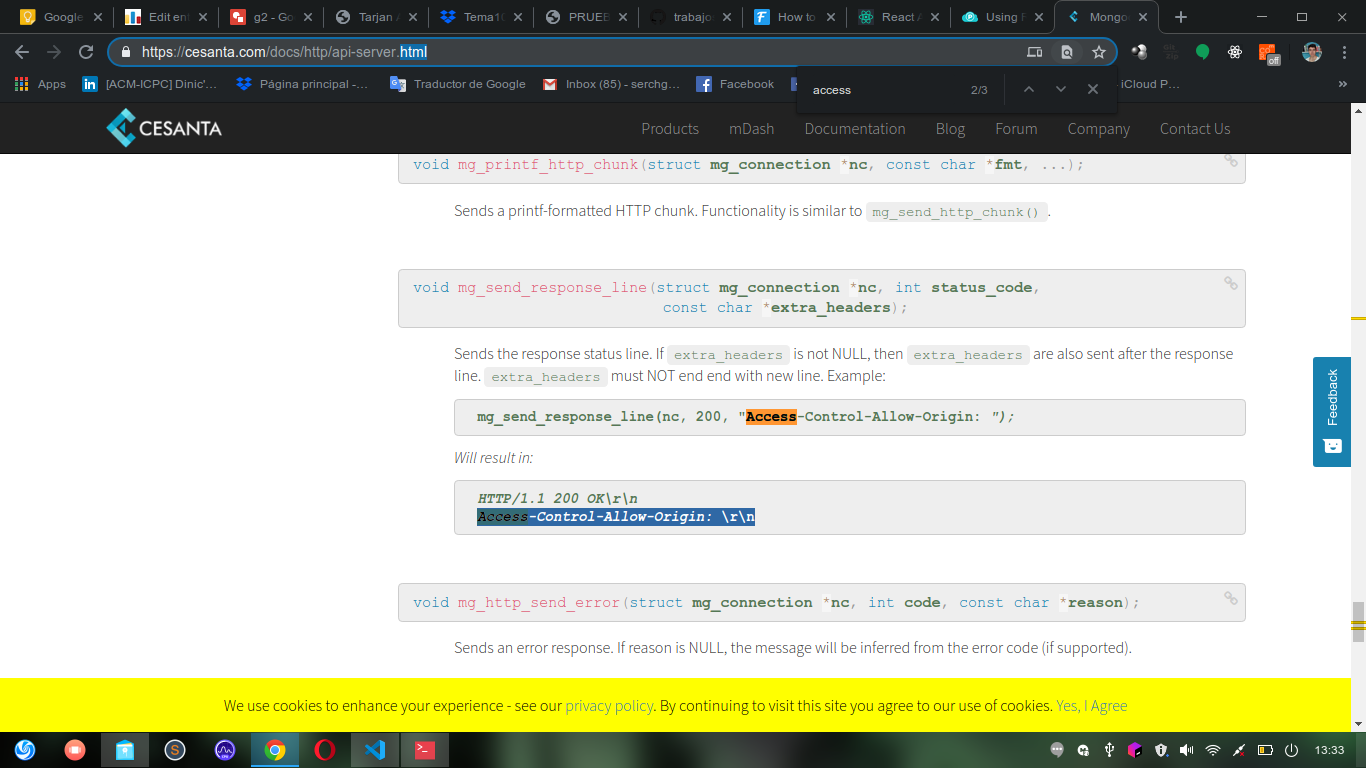 Google
Edit en
g2 - Go
Tarjan
Tema1
PRUE
trabajo
How to
React
Using
Mongo
https://cesanta.com/docs/http/api-server.html
off
Apps
[ACM-ICPC] Dinic'...
Página principal -...
Traductor de Google
Inbox (85) - serchg...
Facebook
iCloud P...
»
access
2/3
CESANTA
Products
mDash
Documentation
Blog
Forum
Company
Contact Us
void mg_printf_http_chunk(struct mg_connection *nc, const char *fmt, ...);
Sends a printf-formatted HTTP chunk. Functionality is similar to mg_send_http_chunk() .
void mg_send_response_line(struct mg_connection *nc, int status_code,
const char *extra_headers);
Sends the response status line. If extra_headers is not NULL, then extra_headers are also sent after the response
line. extra_headers must NOT end end with new line. Example:
mg_send_response_line(nc, 200, "Access-Control-Allow-Origin: ");
Will result in:
HTTP/1.1 200 OK\r\n
Access-Control-Allow-Origin: \r\n
void mg_http_send_error(struct mg_connection *nc, int code, const char *reason);
Sends an error response. If reason is NULL, the message will be inferred from the error code (if supported).
Feedback
We use cookies to enhance your experience - see our privacy policy. By continuing to visit this site you agree to our use of cookies. Yes, I Agree
13:33